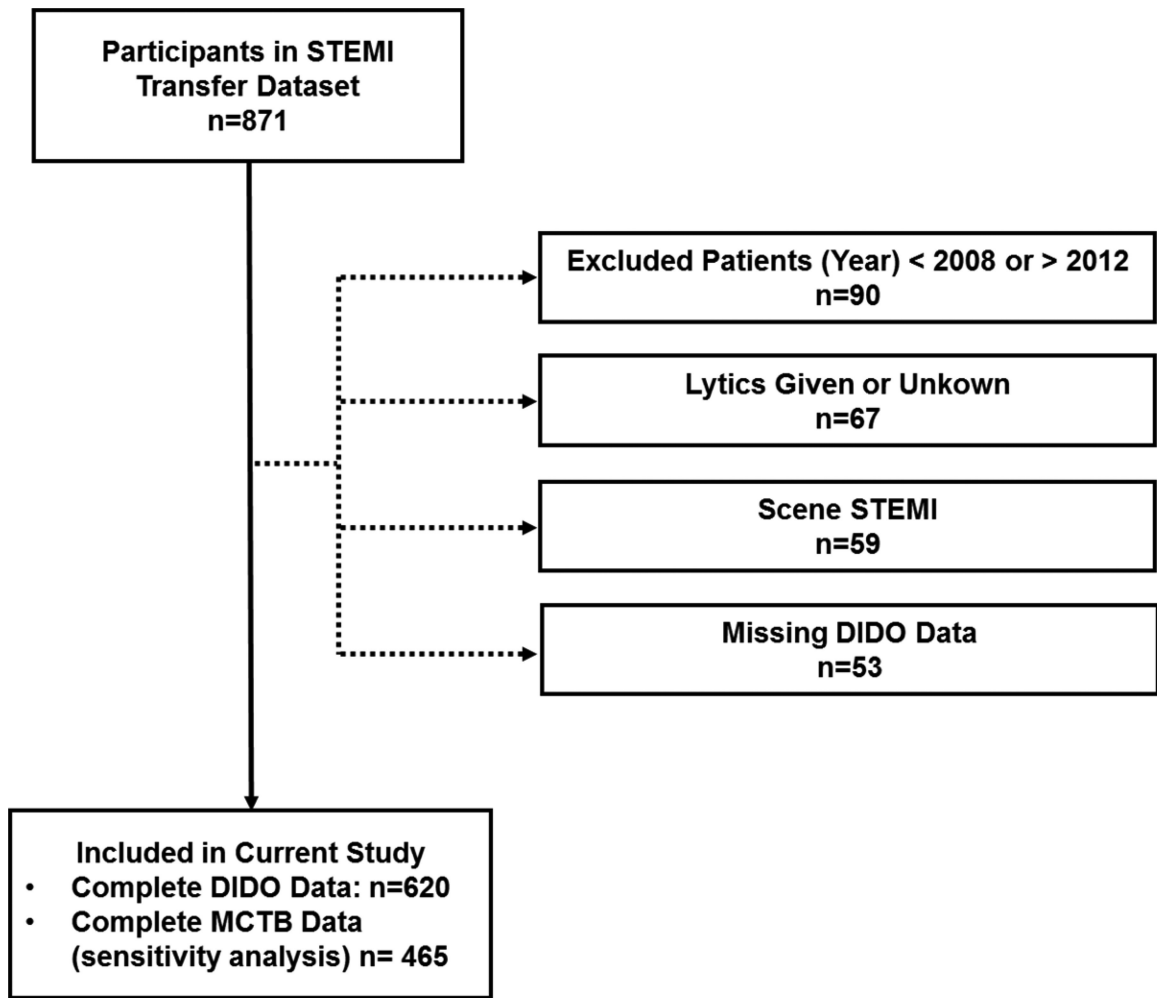 Participants in STEMI
Transfer Dataset
n=871
Excluded Patients (Year) < 2008 or > 2012
n=90
Lytics Given or Unkown
n=67
Scene STEMI
n=59
Missing DIDO Data
n=53
Included in Current Study
• Complete DIDO Data: n=620
• Complete MCTB Data
(sensitivity analysis) n= 465